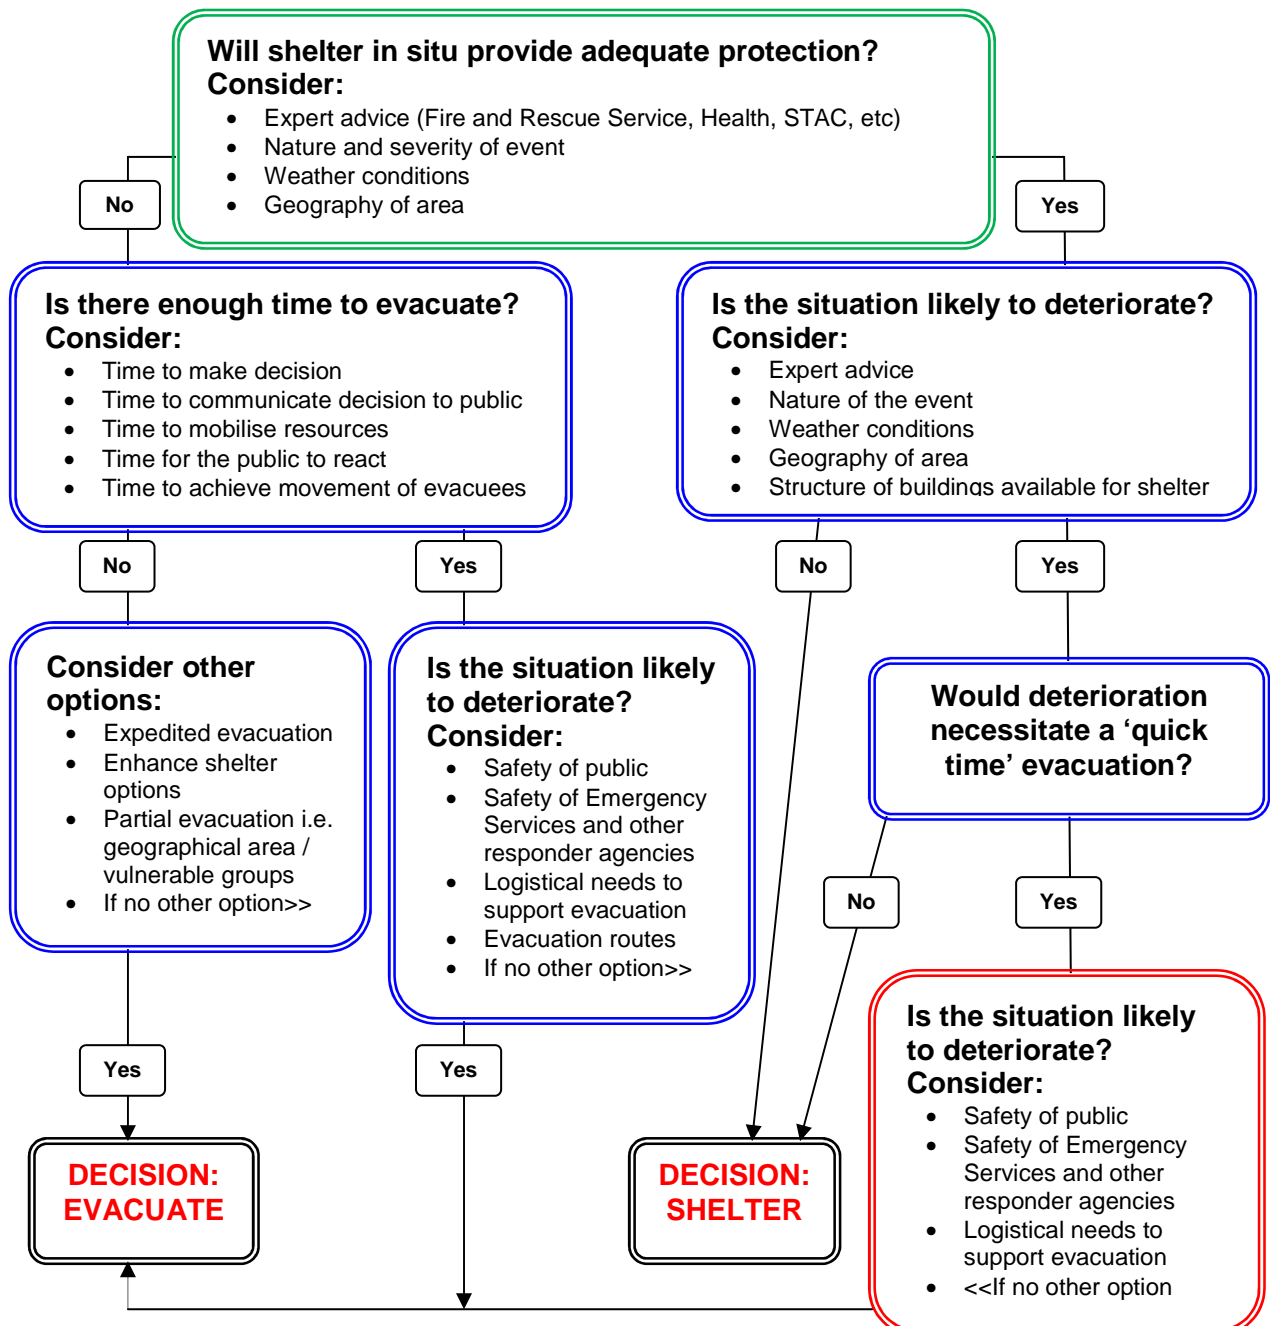 Will shelter in situ provide adequate protection?
Consider:
• Expert advice (Fire and Rescue Service, Health, STAC, etc)
• Nature and severity of event
• Weather conditions
• Geography of area
No
Yes
Is there enough time to evacuate?
Consider:
• Time to make decision
• Time to communicate decision to public
• Time to mobilise resources
• Time for the public to react
• Time to achieve movement of evacuees
Is the situation likely to deteriorate?
Consider:
• Expert advice
• Nature of the event
• Weather conditions
• Geography of area
• Structure of buildings available for shelter
No
Yes
No
Yes
Consider other
options:
• Expedited evacuation
• Enhance shelter
options
• Partial evacuation i.e.
geographical area /
vulnerable groups
• If no other option>>
Is the situation likely
to deteriorate?
Consider:
• Safety of public
• Safety of Emergency
Services and other
responder agencies
• Logistical needs to
support evacuation
• Evacuation routes
• If no other option>>
Would deterioration
necessitate a ‘quick
time’ evacuation?
No
Yes
Is the situation likely
to deteriorate?
Consider:
• Safety of public
• Safety of Emergency
Services and other
responder agencies
• Logistical needs to
support evacuation
• <<If no other option
Yes
Yes
DECISION:
EVACUATE
DECISION:
SHELTER